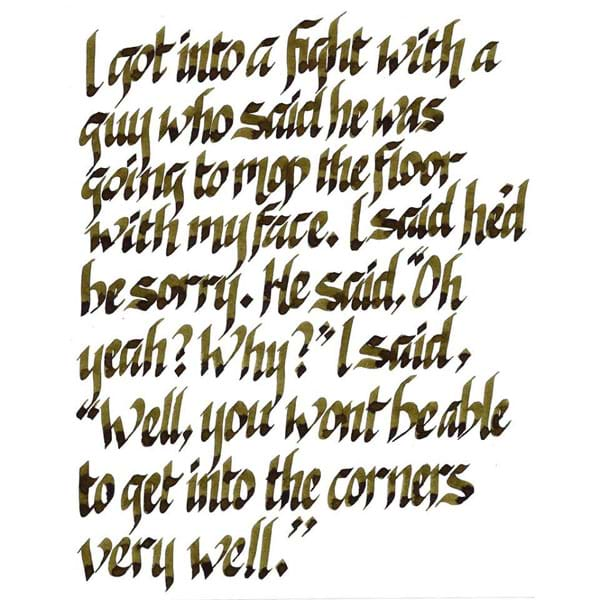 I got into a fight with a
guy who said he was
going to mop the floor
with my face. I said he'd
be sorry. He said, "Oh
yeah? Why?" I said,
"Well, you wont be able
to get into the corners
very well."